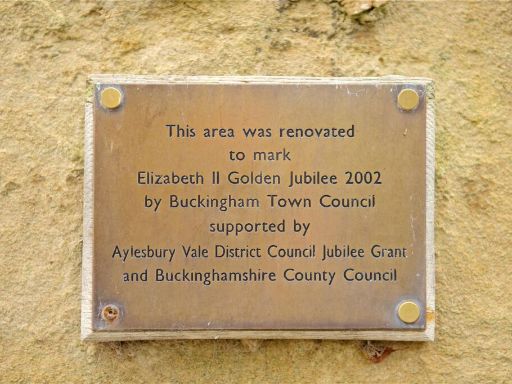 This area was renovated
to mark
Elizabeth II Golden Jubilee 2002
by Buckingham Town Council
supported by
Aylesbury Vale District Council Jubilee Grant
and Buckinghamshire County Council